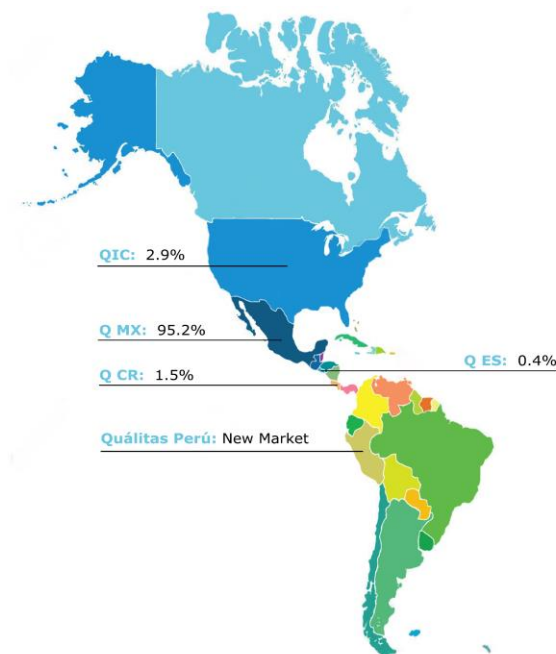 QIC: 2.9%
Q MX: 95.2%
Q ES: 0.4%
Q CR: 1.5%
Quálitas Perú: New Market